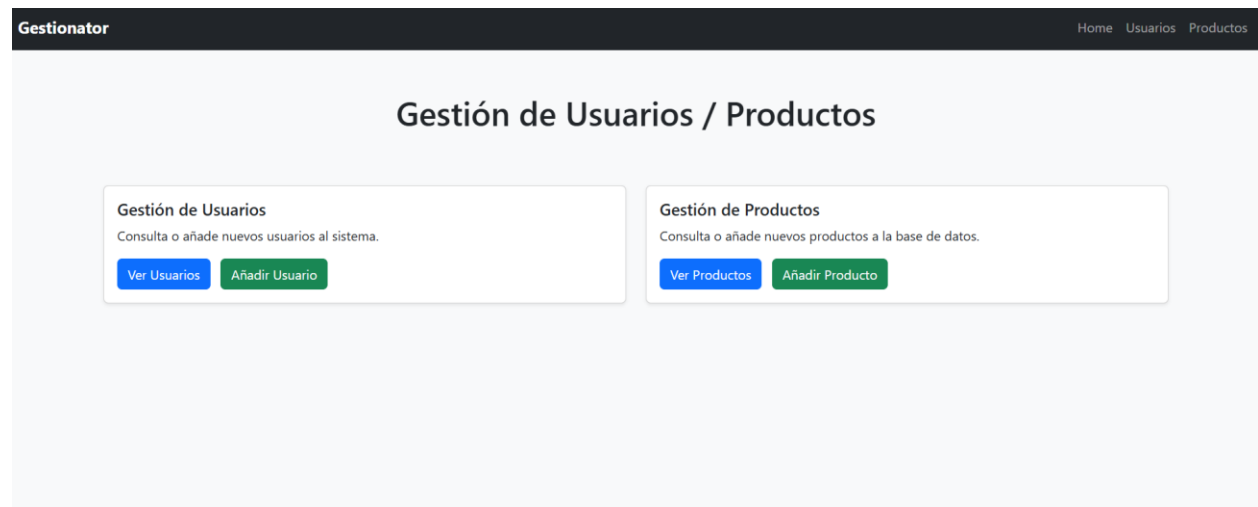 Gestionator
Home Usuarios Productos
Gestión de Usuarios / Productos
Gestión de Usuarios
Consulta o añade nuevos usuarios al sistema.
Ver Usuarios Añadir Usuario
Gestión de Productos
Consulta o añade nuevos productos a la base de datos.
Ver Productos Añadir Producto